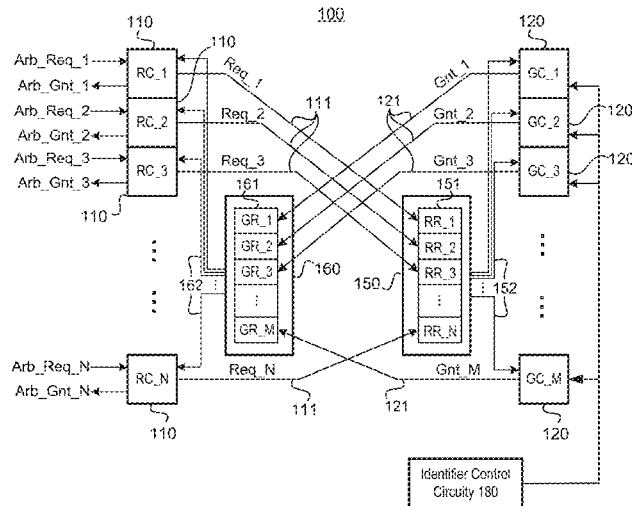 100
110
Arb_Req_1
Arb_Gnt_1
RC_1
110
Req_1
Gnt_1
120
GC_1
Arb_Req_2
Arb_Gnt_2
RC_2
Req_2
111
121
Gnt_2
GC_2
120
Arb_Req_3
Arb_Gnt_3
RC_3
Req_3
Gnt_3
GC_3
120
110
161
151
GR_1
RR_1
GR_2
RR_2
GR_3
RR_3
160
150
162
152
GR_M
RR_N
Arb_Req_N
Arb_Gnt_N
RC_N
Req_N
Gnt_M
GC_M
110
111
121
120
Identifier Control
Circuity 180